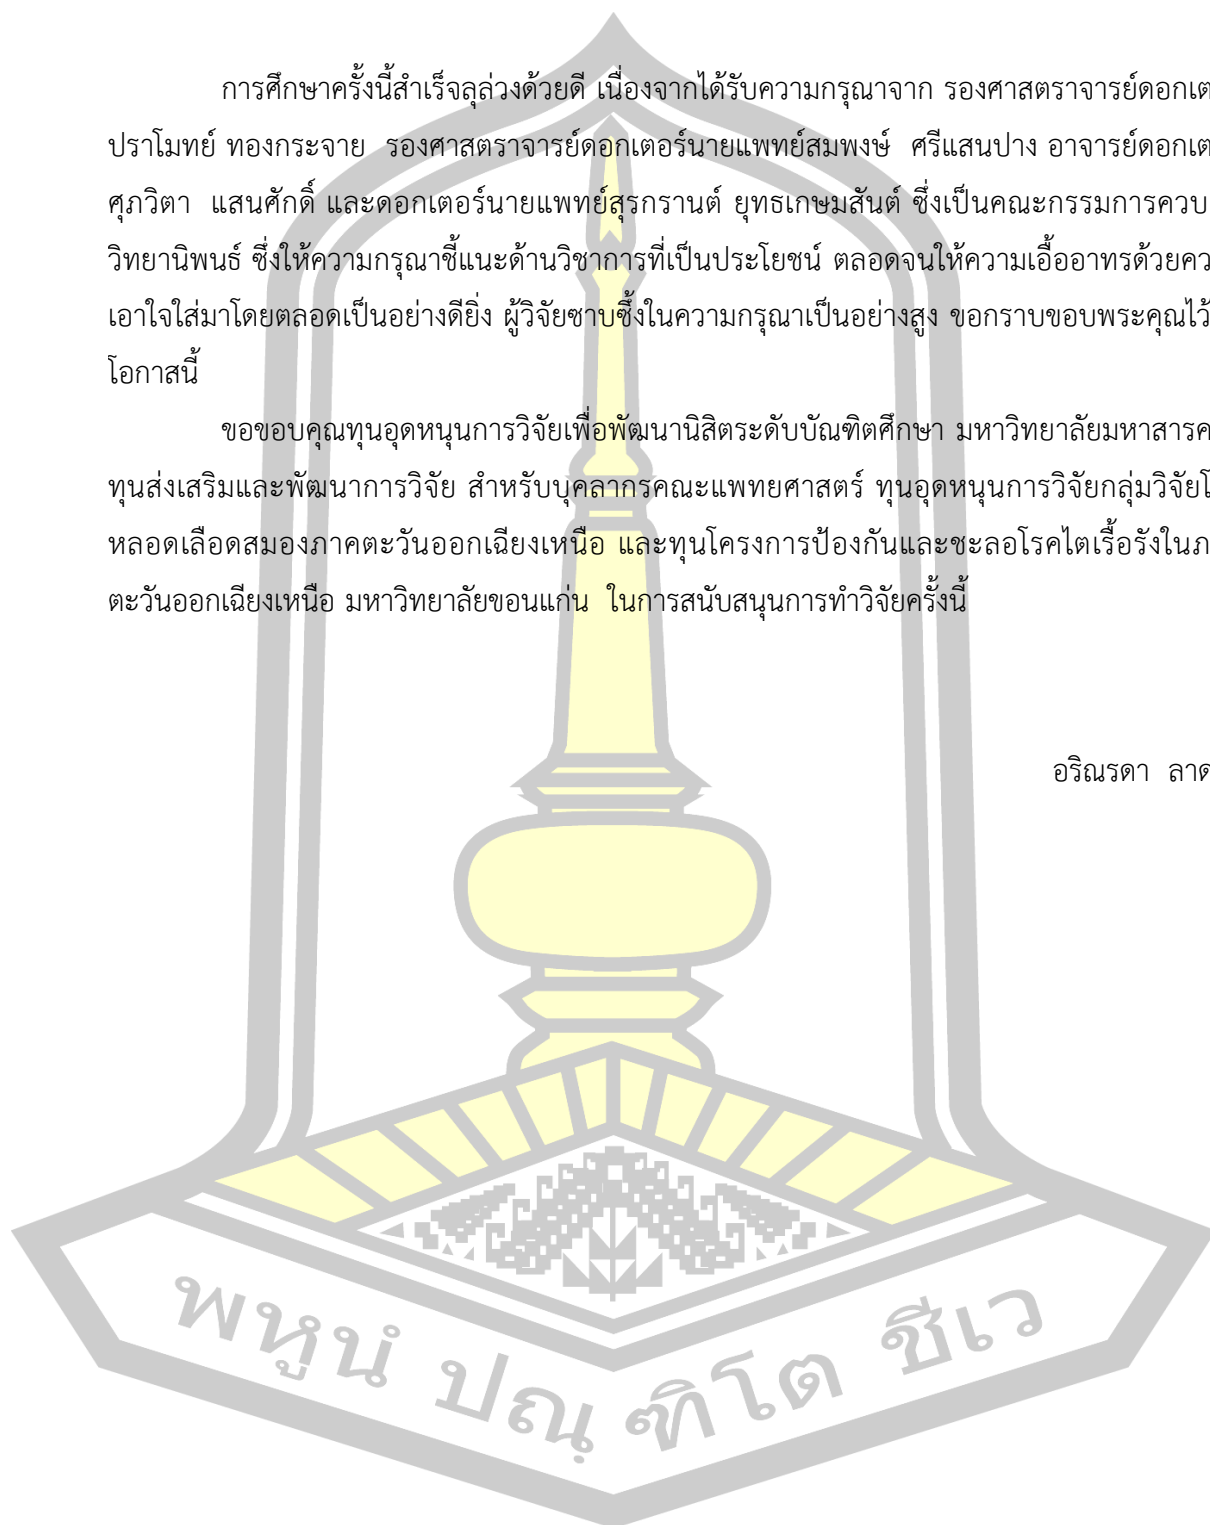 การศึกษาครั้งนี้สำเร็จลุล่วงด้วยดี เนื่องจากได้รับความกรุณาจาก รองศาสตราจารย์ดอกเต
ปราโมทย์ ทองกระจาย รองศาสตราจารย์ดอกเตอร์นายแพทย์สมพงษ์ ศรีแสนปาง อาจารย์ดอกเต
ศุภวิตา แสนศักดิ์ และดอกเตอร์นายแพทย์สุรกรานต์ ยุทธเกษมสันต์ ซึ่งเป็นคณะกรรมการควบ
วิทยานิพนธ์ ซึ่งให้ความกรุณาชี้แนะด้านวิชาการที่เป็นประโยชน์ ตลอดจนให้ความเอื้ออาทรด้วยคว
เอาใจใส่มาโดยตลอดเป็นอย่างดียิ่ง ผู้วิจัยซาบซึ้งในความกรุณาเป็นอย่างสูง ขอกราบขอบพระคุณไว้
โอกาสนี้
ขอขอบคุณทุนอุดหนุนการวิจัยเพื่อพัฒนานิสิตระดับบัณฑิตศึกษา มหาวิทยาลัยมหาสารค
ทุนส่งเสริมและพัฒนาการวิจัย สำหรับบุคลากรคณะแพทยศาสตร์ ทุนอุดหนุนการวิจัยกลุ่มวิจัยโ
หลอดเลือดสมองภาคตะวันออกเฉียงเหนือ และทุนโครงการป้องกันและชะลอโรคไตเรื้อรังในภ
ตะวันออกเฉียงเหนือ มหาวิทยาลัยขอนแก่น ในการสนับสนุนการทำวิจัยครั้งนี้
อริณรดา ลาด
พหูนํ ปณฺ ฑิโต ชีเว